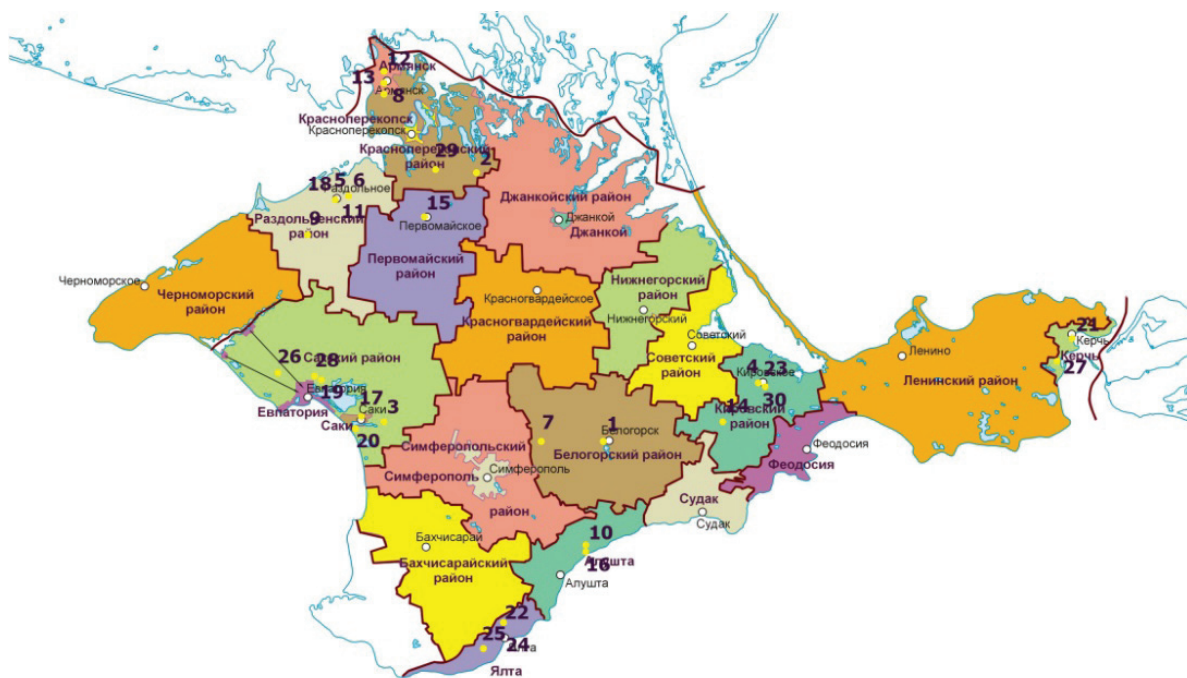 12
Армянск
13
Армянск
8
Красноперекопск
Красноперекопск
Красноперекопский
район
29
2
18
5
6
Раздольное
Раздольненский
район
9
11
15
Первомайское
Первомайский
район
Джанкойский район
Джанкой
Джанкой
Черноморское
Черноморский
район
Красногвардейское
Красногвардейский
район
Нижнегорский
район
Нижнегорский
Советский
Советский
район
Сакский район
26
28
Евпатория
19
Евпатория
17
Саки
3
Саки
20
4
23
Кировское
30
14
Кировский
район
Ленино
Ленинский район
21
Керчь
Керчь
27
7
1
Белогорск
Белогорский район
Симферопольский
Симферополь
Симферополь
район
Феодосия
Феодосия
Судак
Судак
Бахчисарай
Бахчисарайский
район
10
Алушта
16
Алушта
22
25
24
Ялта
Ялта